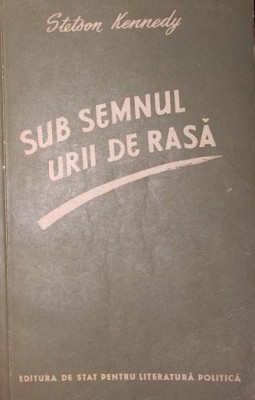 Stetson Kennedy
SUB SEMNUL
URII DE RASĂ
EDITURA DE STAT PENTRU LITERATURĂ POLITICĂ